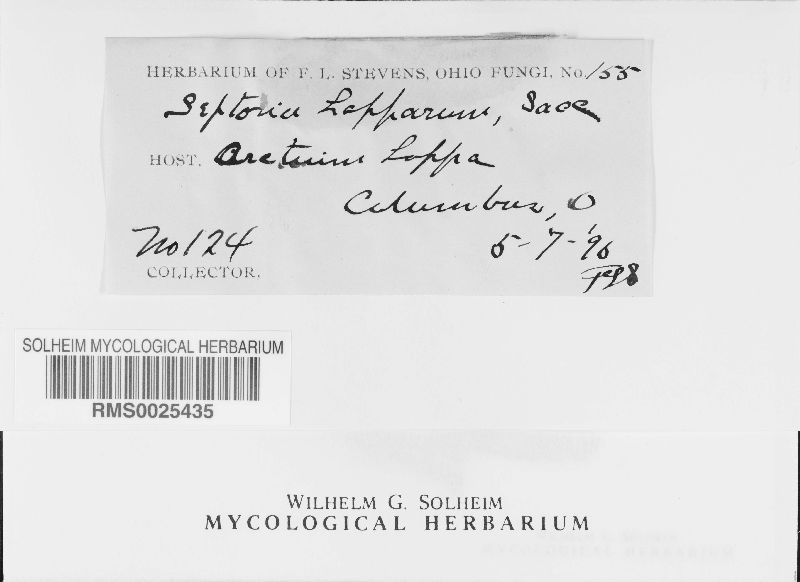 HERBARIUM OF F. L. STEVENS, OHIO FUNGI, No. 155
Septoria Lapparum, Sacc
HOST. Arctium Lappa
Columbus, O
No 124 5-7-'96
COLLECTOR. FLS
SOLHEIM MYCOLOGICAL HERBARIUM
RMS0025435
WILHELM G. SOLHEIM
MYCOLOGICAL HERBARIUM